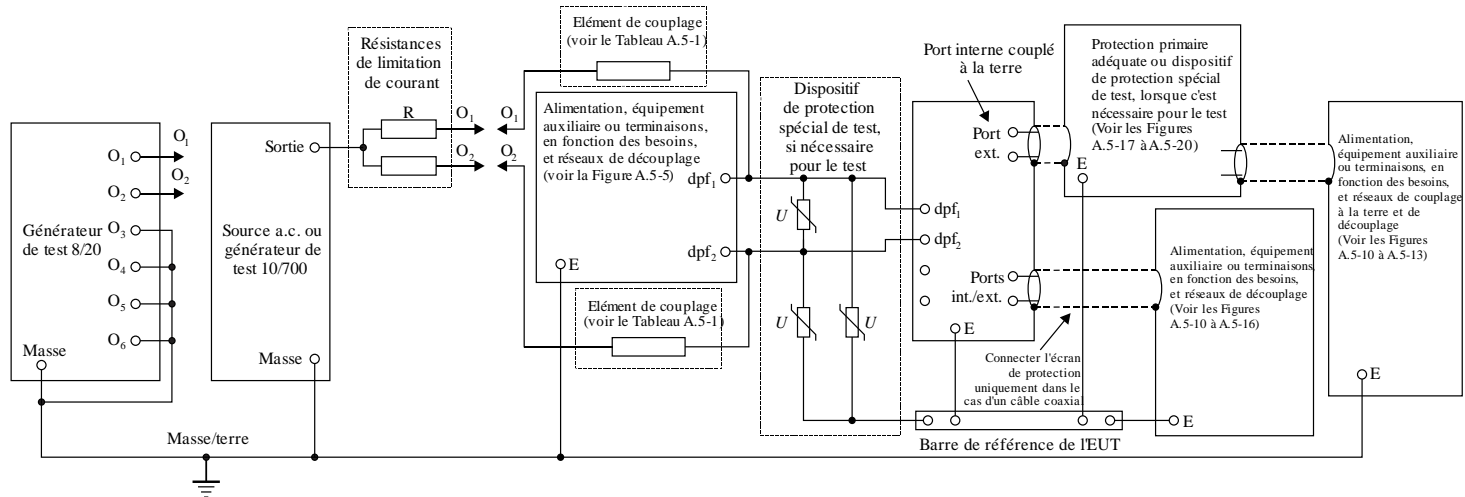 O1
O2
O1
O2
O3
O4
O5
O6
Générateur
de test 8/20
Masse
Sortie
Source a.c. ou
générateur de
test 10/700
Masse
Résistances
de limitation
de courant
R
O1
O2
O1
O2
Elément de couplage
(voir le Tableau A.5-1)
Alimentation, équipement
auxiliaire ou terminaisons,
en fonction des besoins,
et réseaux de découplage
(voir la Figure A.5-5)
dpf1
dpf2
E
Elément de couplage
(voir le Tableau A.5-1)
Dispositif
de protection
spécial de test,
si nécessaire
pour le test
U
U
U
Port interne couplé
à la terre
Port
ext.
dpf1
dpf2
Ports
int./ext.
E
Connecter l'écran
de protection
uniquement dans le
cas d'un câble coaxial
Protection primaire
adéquate ou dispositif
de protection spécial
de test, lorsque c'est
nécessaire pour le test
(Voir les Figures
A.5-17 à A.5-20)
E
Alimentation, équipement
auxiliaire ou terminaisons,
en fonction des besoins,
et réseaux de découplage
(Voir les Figures
A.5-10 à A.5-16)
E
Alimentation,
équipement auxiliaire
ou terminaisons, en
fonction des besoins,
et réseaux de couplage
à la terre et de
découplage
(Voir les Figures
A.5-10 à A.5-13)
E
Barre de référence de l'EUT
Masse/terre